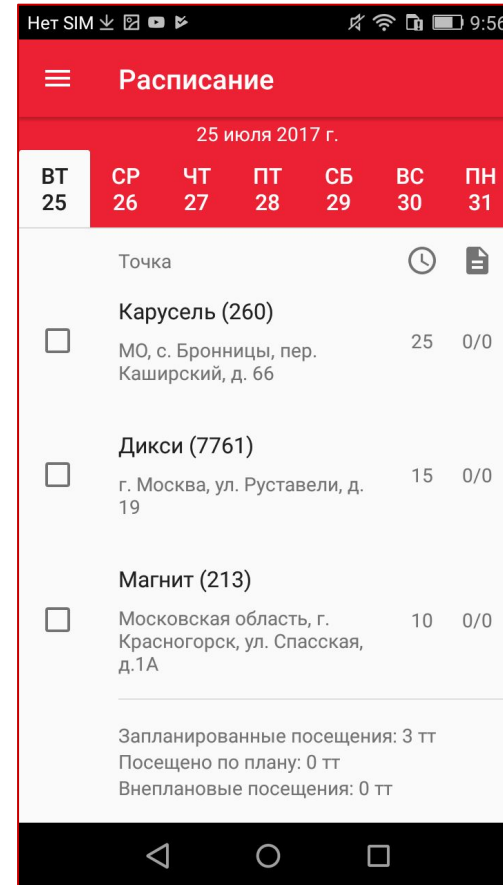 Нет SIM 9:56
Расписание
25 июля 2017 г.
ВТ СР ЧТ ПТ СБ ВС ПН
25 26 27 28 29 30 31
Точка
Карусель (260)
МО, с. Бронницы, пер. 25 0/0
Каширский, д. 66
Дикси (7761)
г. Москва, ул. Руставели, д. 15 0/0
19
Магнит (213)
Московская область, г. 10 0/0
Красногорск, ул. Спасская,
д.1А
Запланированные посещения: 3 тт
Посещено по плану: 0 тт
Внеплановые посещения: 0 тт